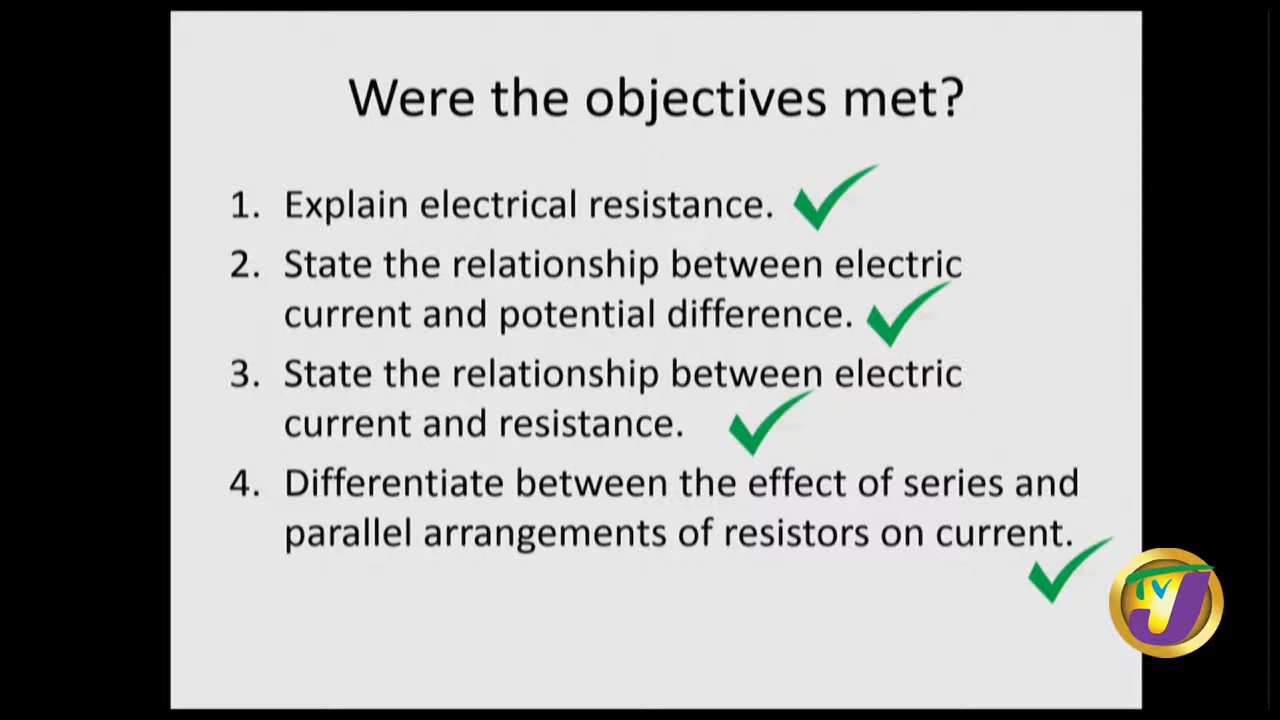 Were the objectives met?
1. Explain electrical resistance.
2. State the relationship between electric
current and potential difference.
3. State the relationship between electric
current and resistance.
4. Differentiate between the effect of series and
parallel arrangements of resistors on current.
TVJ